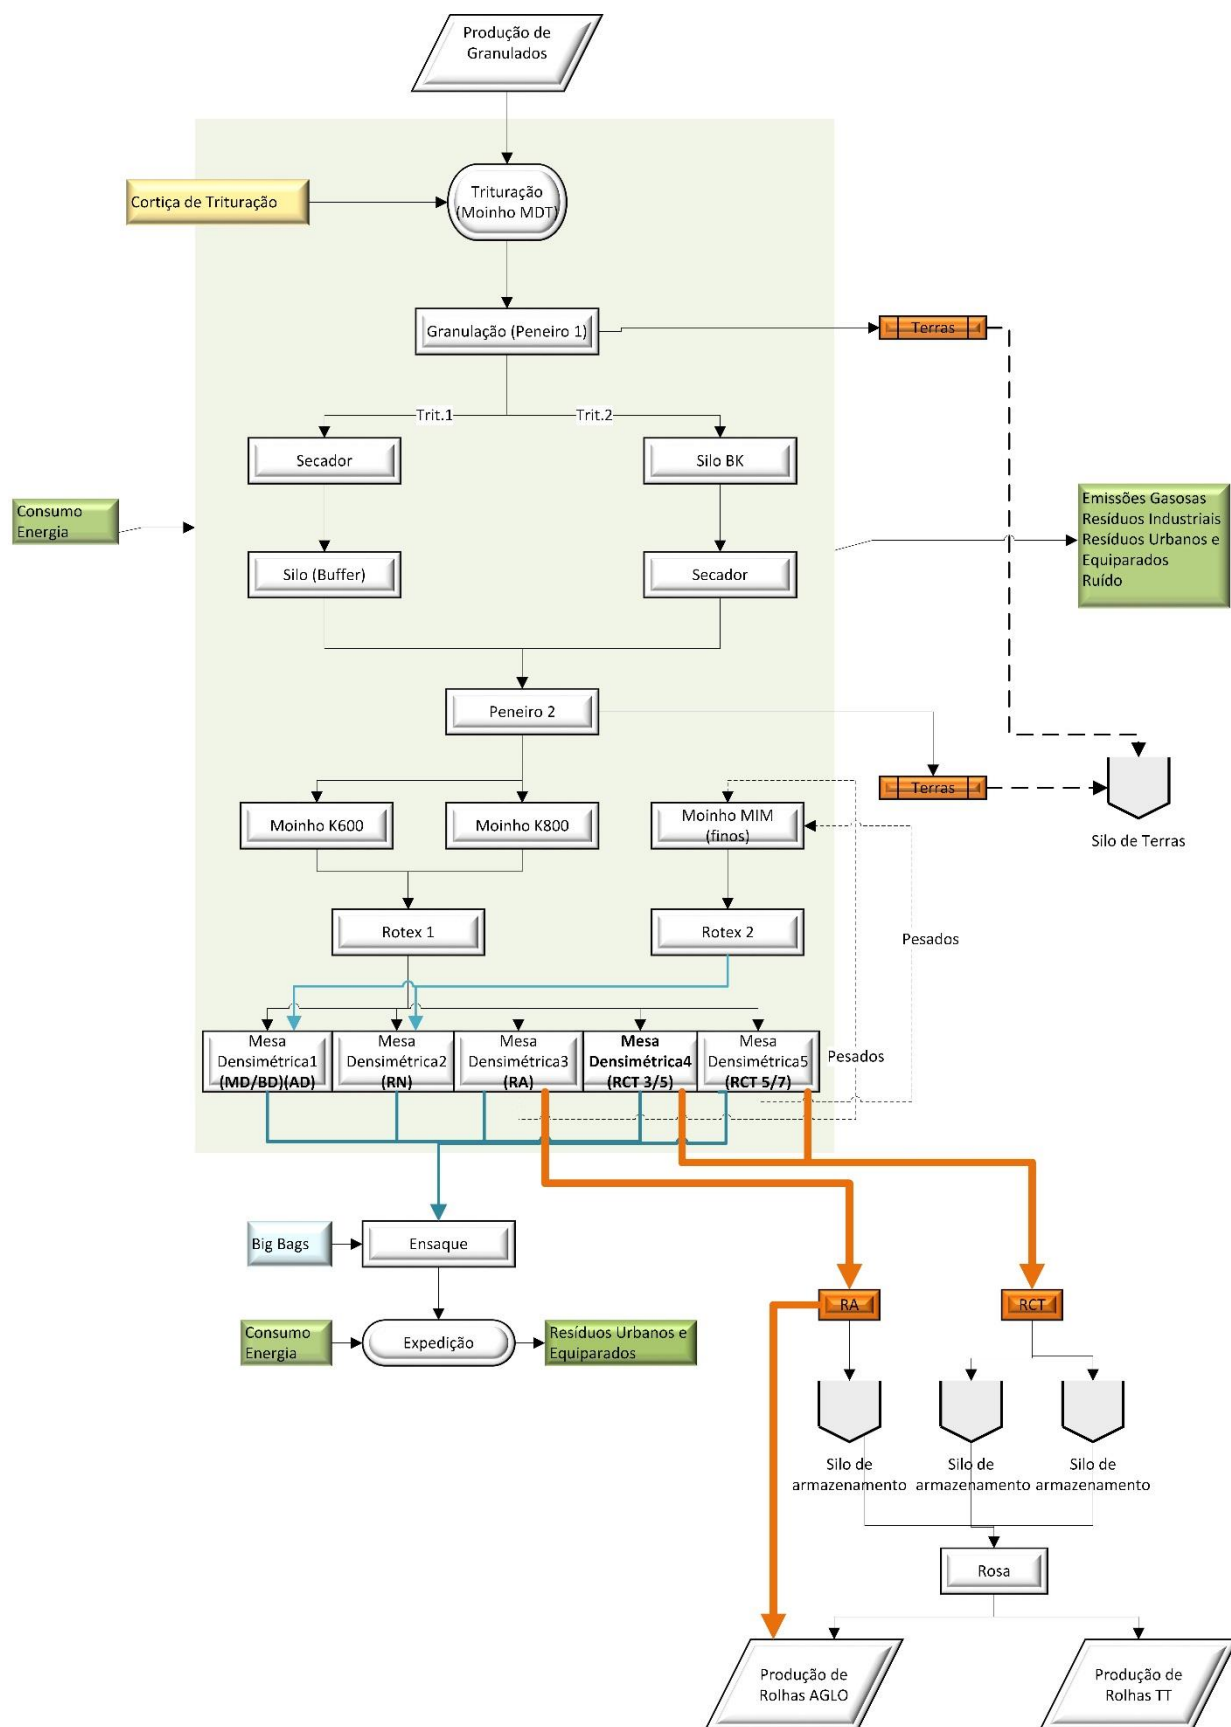 Produção de
Granulados
Cortiça de Trituração
Trituração
(Moinho MDT)
Granulação (Peneiro 1)
Terras
Trit.1
Trit.2
Secador
Silo BK
Consumo
Energia
Emissões Gasosas
Resíduos Industriais
Resíduos Urbanos e
Equiparados
Ruído
Silo (Buffer)
Secador
Peneiro 2
Terras
Silo de Terras
Moinho K600
Moinho K800
Moinho MIM
(finos)
Rotex 1
Rotex 2
Pesados
Mesa
Densimétrica1
(MD/BD)(AD)
Mesa
Densimétrica2
(RN)
Mesa
Densimétrica3
(RA)
Mesa
Densimétrica4
(RCT 3/5)
Mesa
Densimétrica5
(RCT 5/7)
Pesados
Big Bags
Ensaque
Consumo
Energia
Expedição
Resíduos Urbanos e
Equiparados
RA
RCT
Silo de
armazenamento
Silo de
armazenamento
Silo de
armazenamento
Rosa
Produção de
Rolhas AGLO
Produção de
Rolhas TT